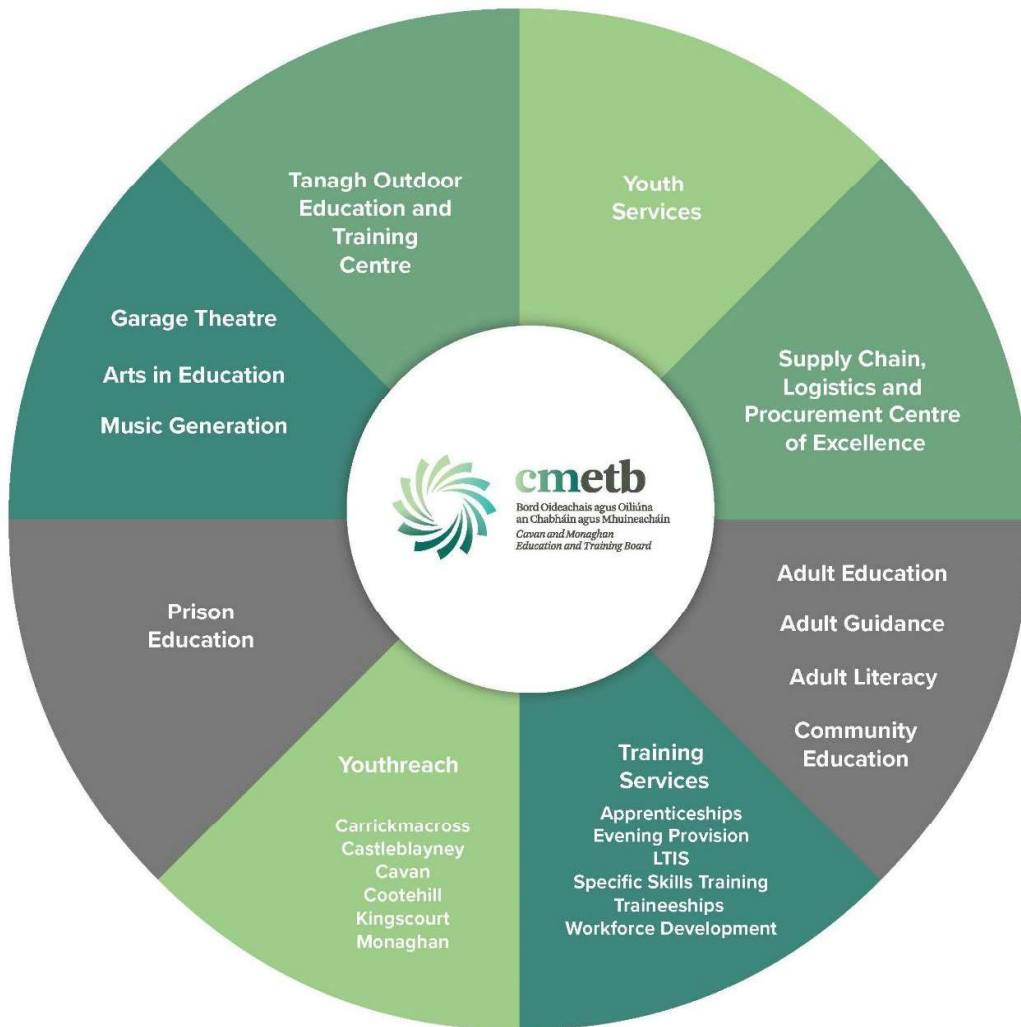 Tanagh Outdoor
Education and
Training
Centre
Youth
Services
Garage Theatre
Arts in Education
Music Generation
Supply Chain,
Logistics and
Procurement Centre
of Excellence
cmetb
Bord Oideachais agus Oiliúna
an Chabháin agus Mhuineacháin
Cavan and Monaghan
Education and Training Board
Prison
Education
Adult Education
Adult Guidance
Adult Literacy
Community
Education
Youthreach
Carrickmacross
Castleblayney
Cavan
Cootehill
Kingscourt
Monaghan
Training
Services
Apprenticeships
Evening Provision
LTIS
Specific Skills Training
Traineeships
Workforce Development